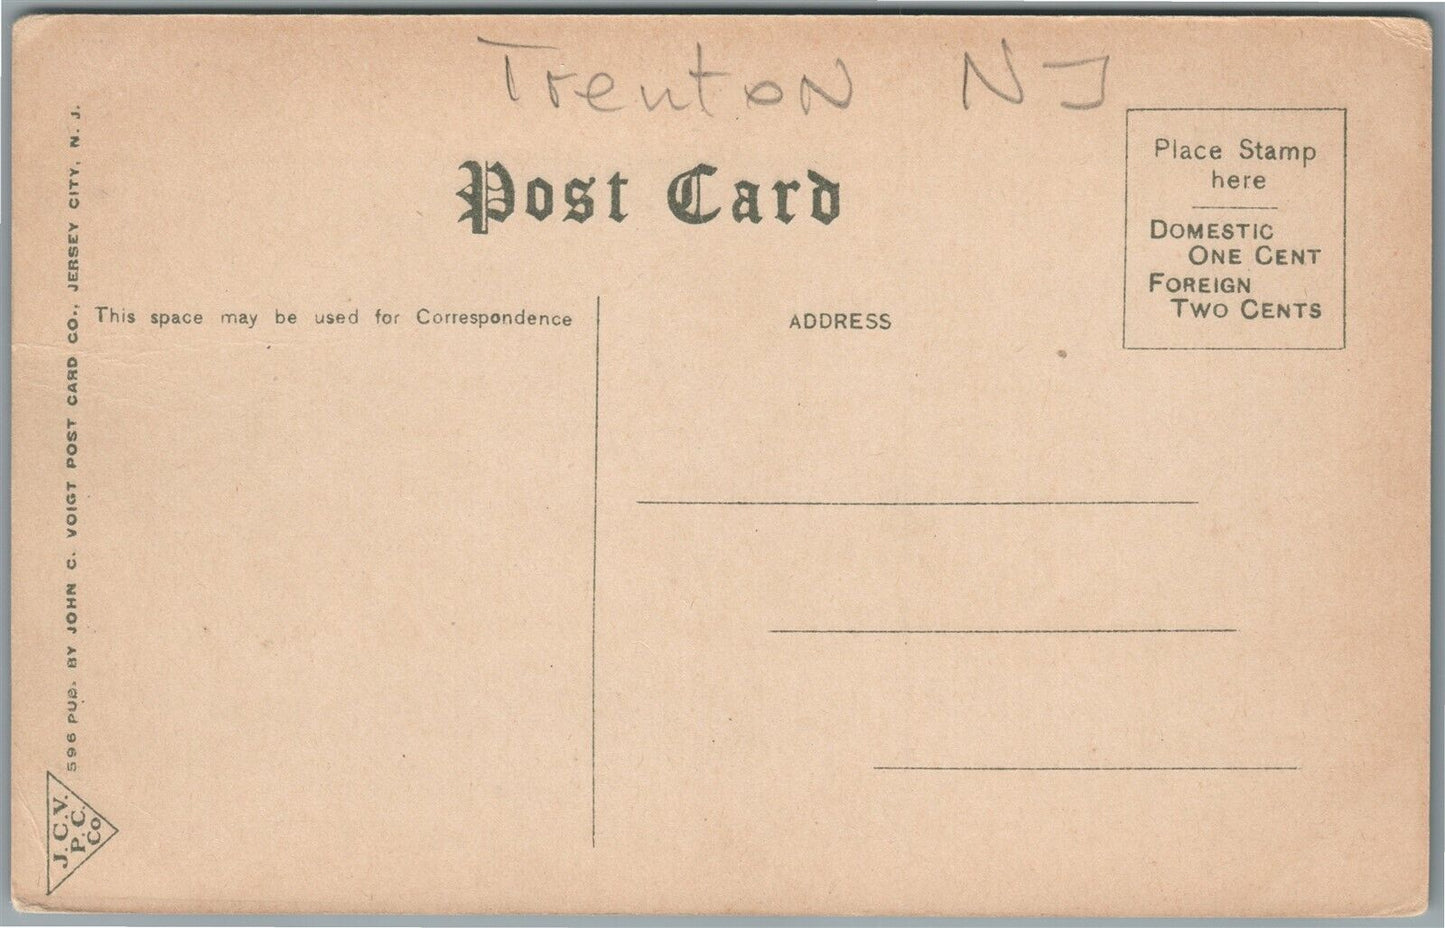 Trenton NJ
Post Card
Place Stamp
here
DOMESTIC
ONE CENT
FOREIGN
TWO CENTS
This space may be used for Correspondence
ADDRESS
596 PUB. BY JOHN C. VOIGT POST CARD CO., JERSEY CITY, N. J.
J.C.V.
P.C.
Co